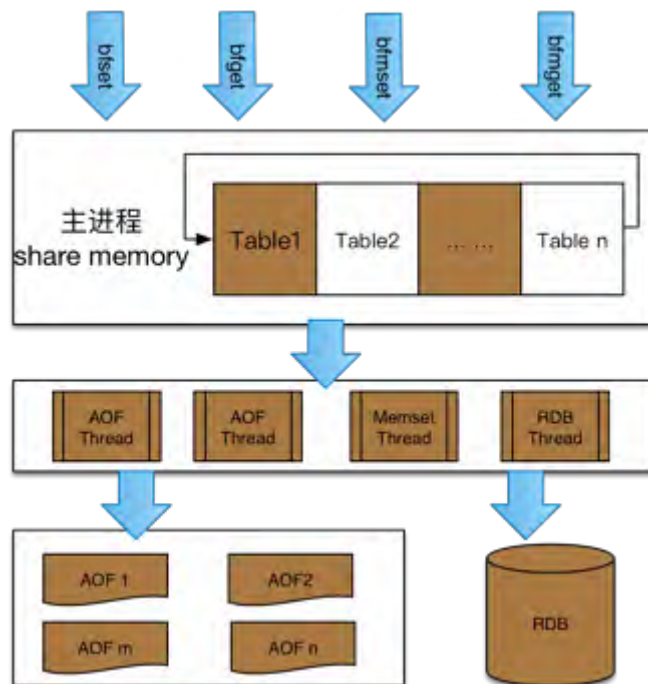 bfset
bfget
bfmset
bfmget
主进程
share memory
Table1
Table2
... ...
Table n
AOF
Thread
AOF
Thread
Memset
Thread
RDB
Thread
AOF 1
AOF2
AOF m
AOF n
RDB